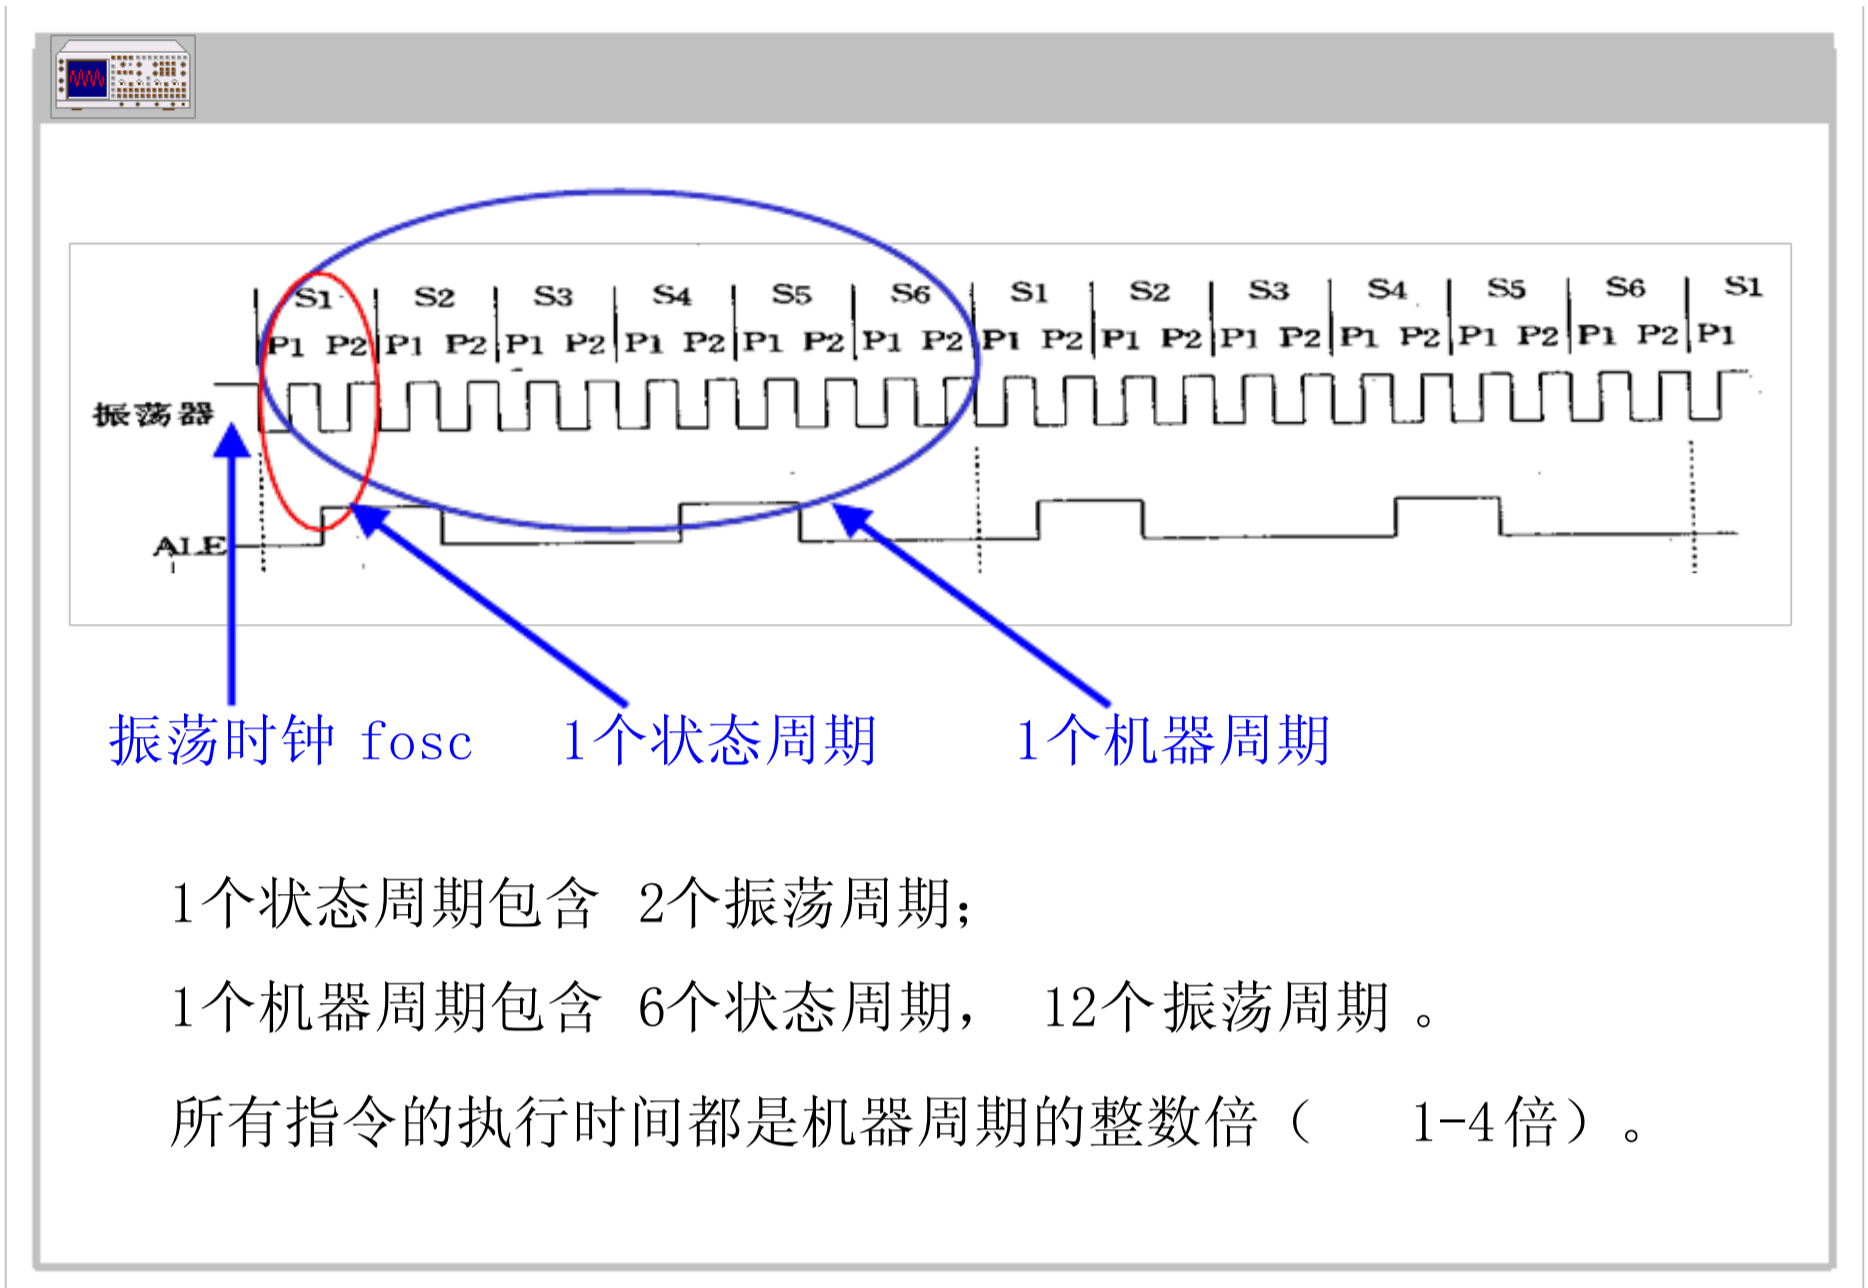 S1 S2 S3 S4 S5 S6 S1 S2 S3 S4 S5 S6 S1
P1 P2 P1 P2 P1 P2 P1 P2 P1 P2 P1 P2 P1 P2 P1 P2 P1 P2 P1 P2 P1 P2 P1 P2 P1
振荡器
ALE
振荡时钟 fosc 1个状态周期 1个机器周期
1个状态周期包含 2个振荡周期;
1个机器周期包含 6个状态周期, 12个振荡周期 。
所有指令的执行时间都是机器周期的整数倍( 1-4倍)。